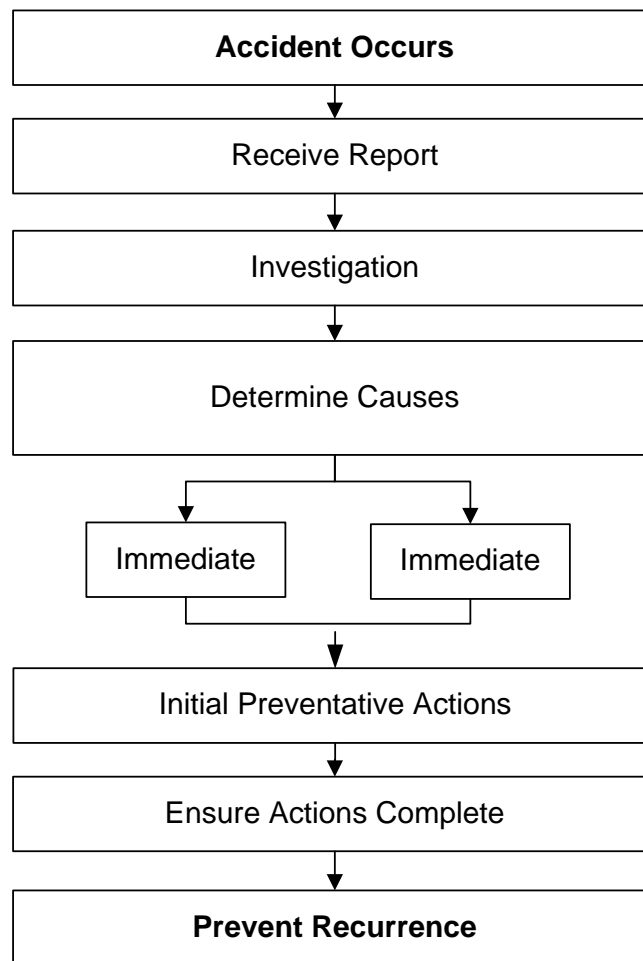 Accident Occurs
Receive Report
Investigation
Determine Causes
Immediate
Immediate
Initial Preventative Actions
Ensure Actions Complete
Prevent Recurrence